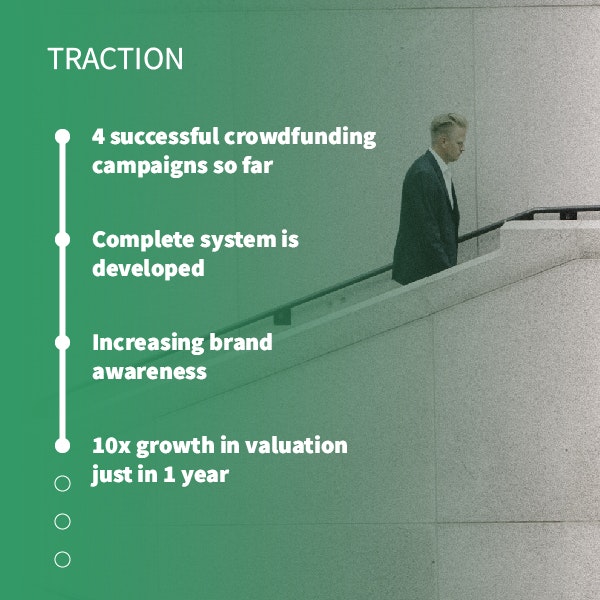 TRACTION
4 successful crowdfunding
campaigns so far
Complete system is
developed
Increasing brand
awareness
10x growth in valuation
just in 1 year